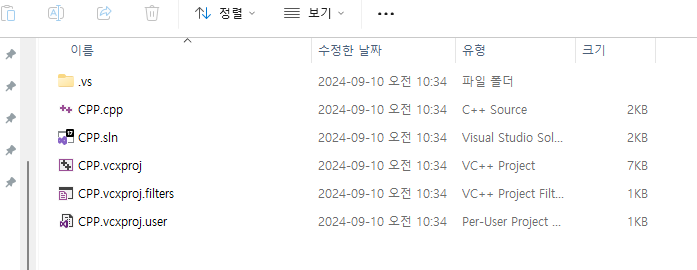 정렬 보기 •••
이름 수정한 날짜 유형 크기
.vs 2024-09-10 오전 10:34 파일 폴더
CPP.cpp 2024-09-10 오전 10:34 C++ Source 2KB
CPP.sln 2024-09-10 오전 10:34 Visual Studio Sol... 2KB
CPP.vcxproj 2024-09-10 오전 10:34 VC++ Project 7KB
CPP.vcxproj.filters 2024-09-10 오전 10:34 VC++ Project Filt... 1KB
CPP.vcxproj.user 2024-09-10 오전 10:34 Per-User Project ... 1KB